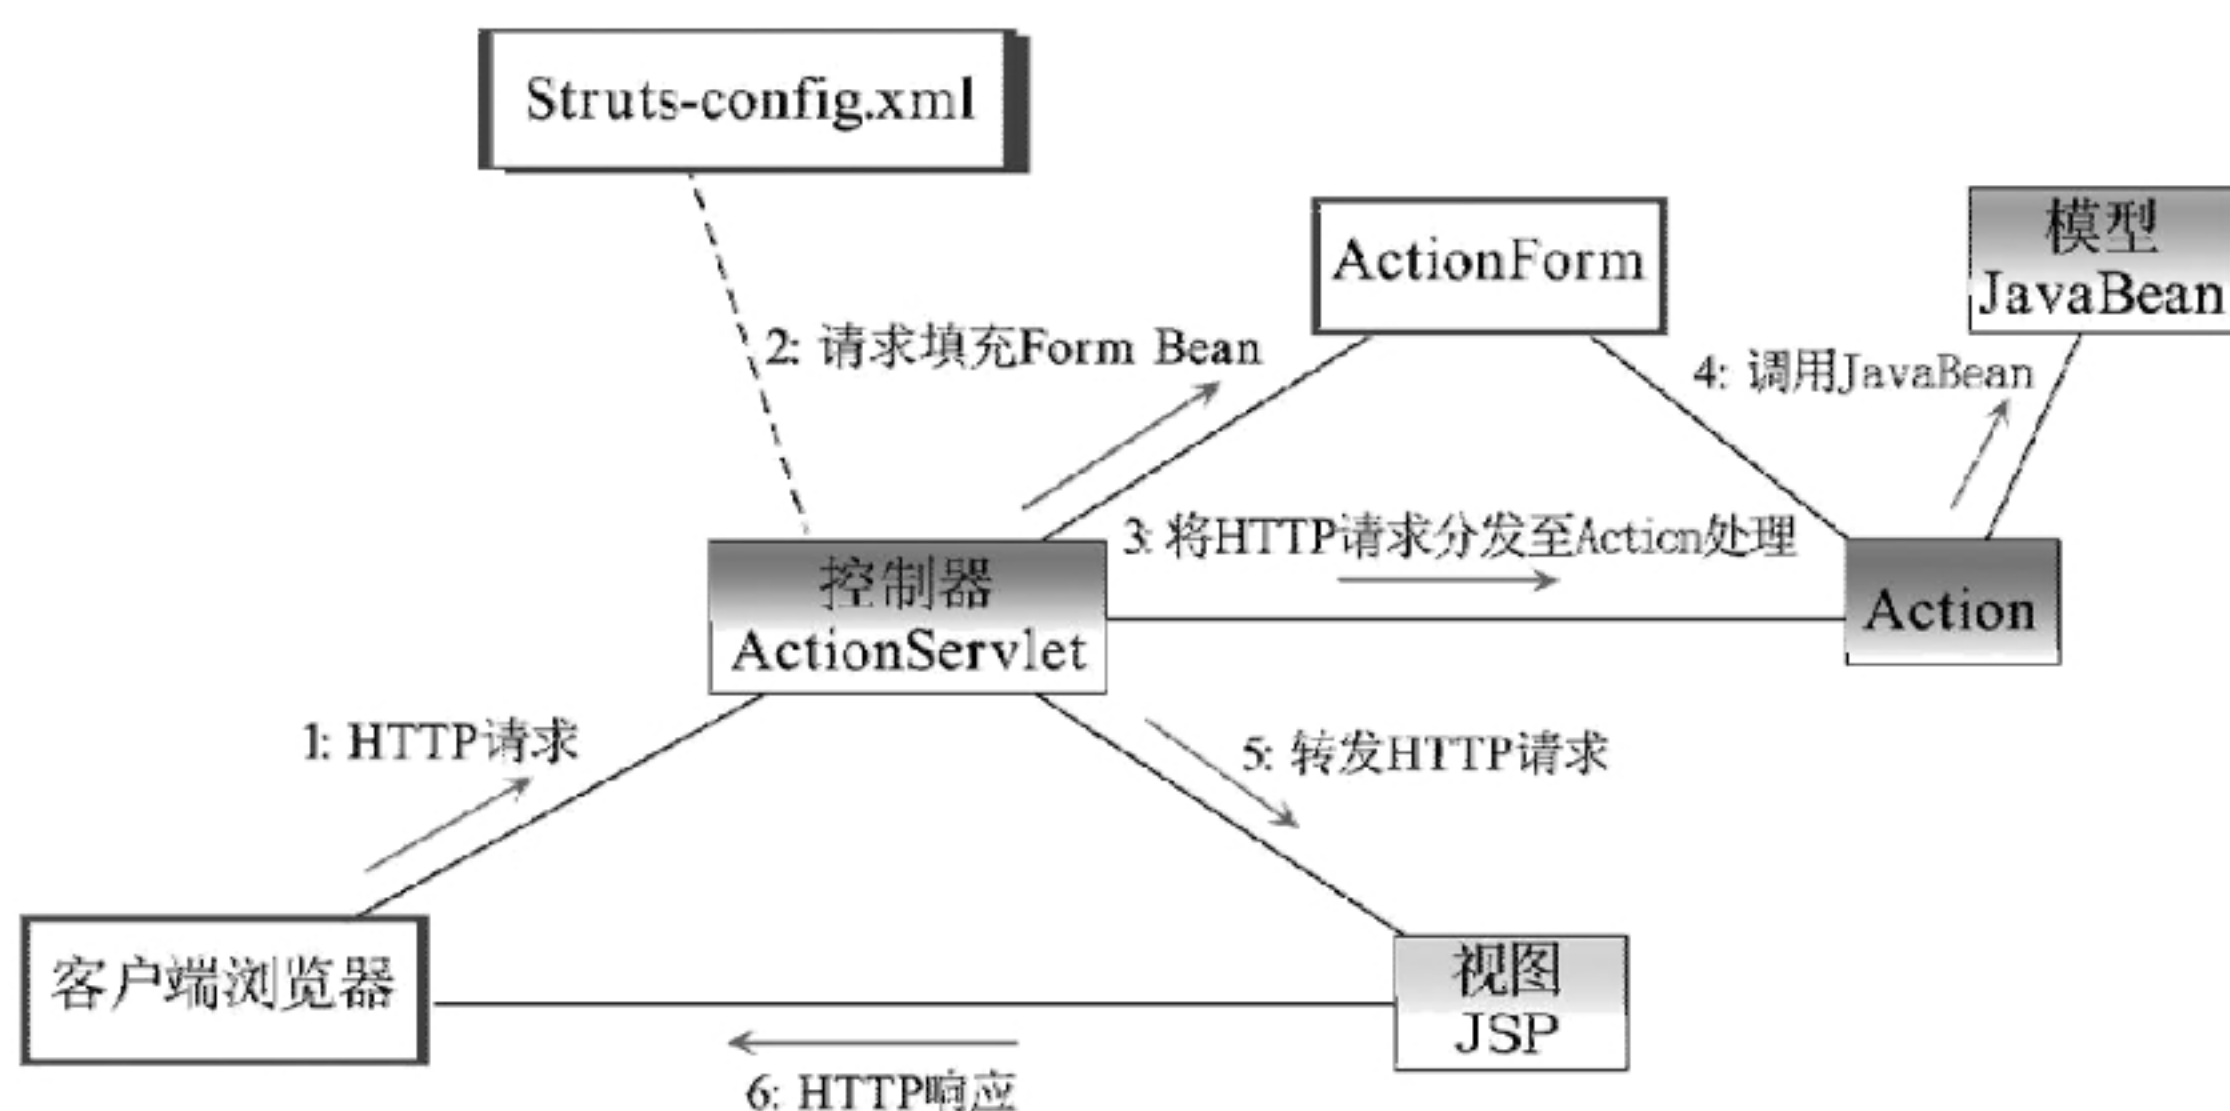 Struts-config.xml
ActionForm
模型
JavaBean
2: 请求填充Form Bean
4: 调用JavaBean
3: 将HTTP请求分发至Action处理
控制器
ActionServlet
Action
1: HTTP请求
5: 转发HTTP请求
客户端浏览器
视图
JSP
6: HTTP响应